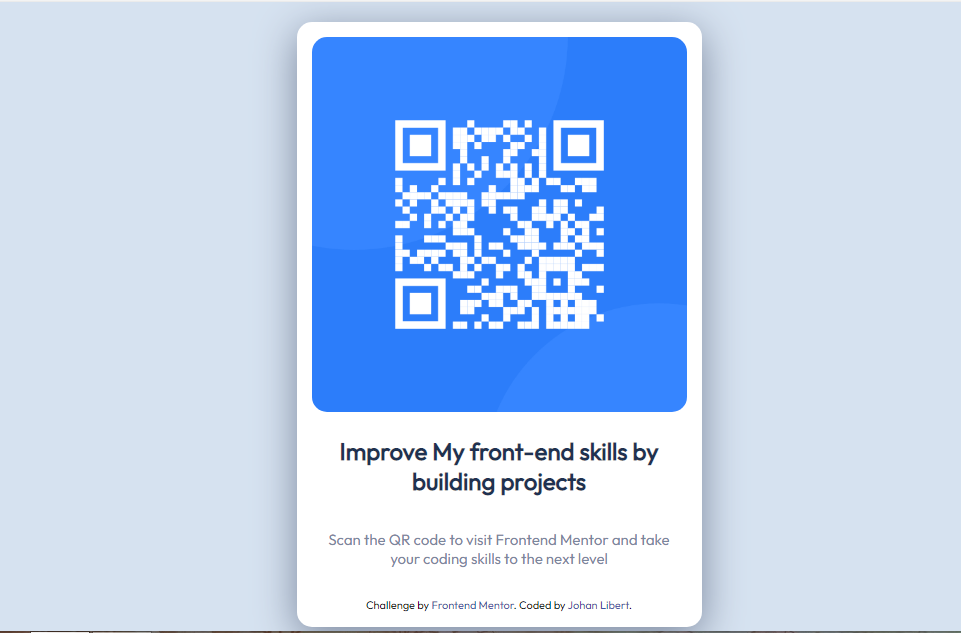 Improve My front-end skills by
building projects
Scan the QR code to visit Frontend Mentor and take
your coding skills to the next level
Challenge by Frontend Mentor. Coded by Johan Libert.